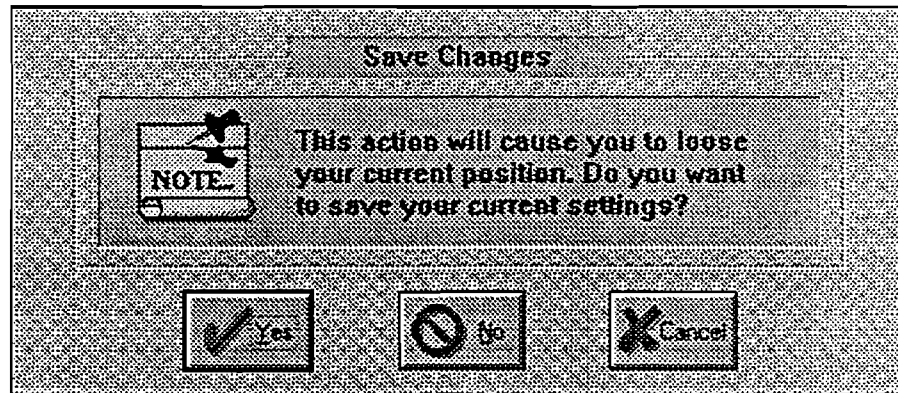 Save Changes
This action will cause you to loose
your current position. Do you want
to save your current settings?
NOTE...
Yes
No
Cancel